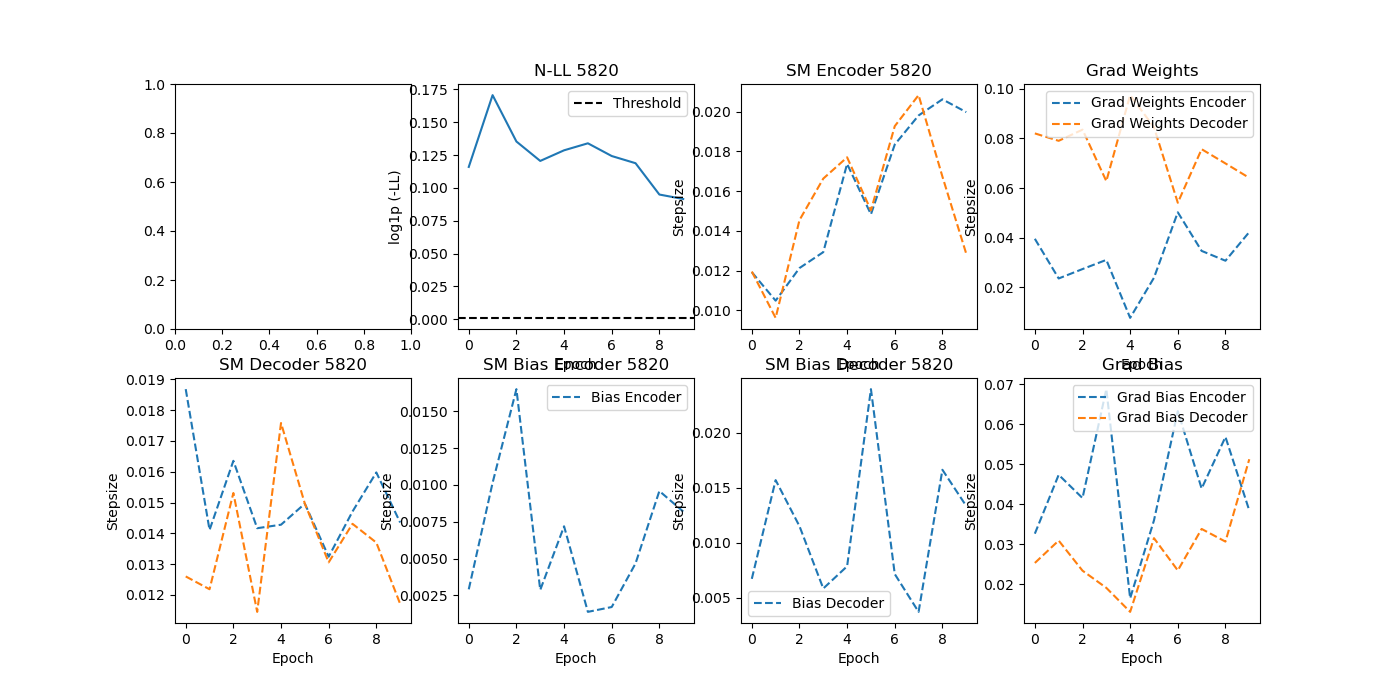 N-LL 5820
SM Encoder 5820
Grad Weights
1.0
0.8
0.6
0.4
0.2
0.0
0.0 0.2 0.4 0.6 0.8 1.0
log1p (-LL)
0.175
0.150
0.125
0.100
0.075
0.050
0.025
0.000
Threshold
0 2 4 6 8
Epoch
Stepsize
0.020
0.018
0.016
0.014
0.012
0.010
0 2 4 6 8
Epoch
Stepsize
0.10
0.08
0.06
0.04
0.02
Grad Weights Encoder
Grad Weights Decoder
0 2 4 6 8
Epoch
SM Decoder 5820
SM Bias Encoder 5820
SM Bias Decoder 5820
Grad Bias
Stepsize
0.019
0.018
0.017
0.016
0.015
0.014
0.013
0.012
0 2 4 6 8
Epoch
Stepsize
0.0150
0.0125
0.0100
0.0075
0.0050
0.0025
Bias Encoder
0 2 4 6 8
Epoch
Stepsize
0.020
0.015
0.010
0.005
Bias Decoder
0 2 4 6 8
Epoch
Stepsize
0.07
0.06
0.05
0.04
0.03
0.02
Grad Bias Encoder
Grad Bias Decoder
0 2 4 6 8
Epoch